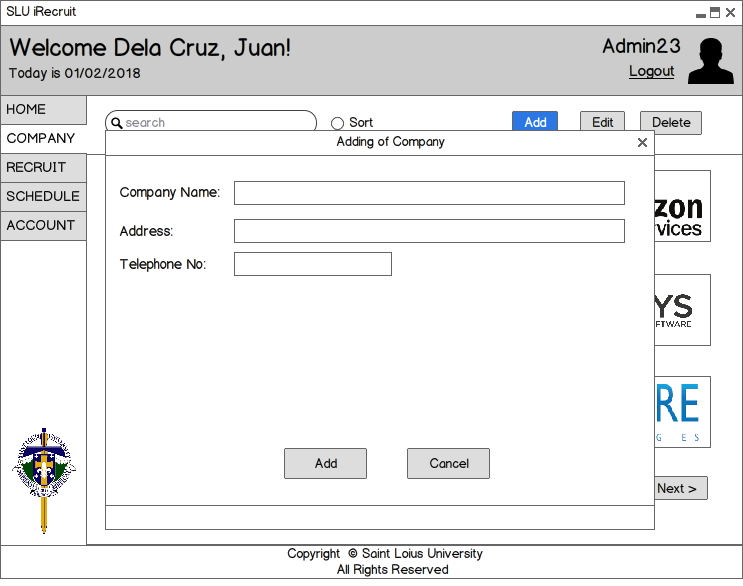 SLU iRecruit
Welcome Dela Cruz, Juan!
Today is 01/02/2018
Admin23
Logout
HOME
COMPANY
RECRUIT
SCHEDULE
ACCOUNT
search
Sort
Add
Edit
Delete
Adding of Company
Company Name:
Address:
Telephone No:
Add
Cancel
zon
vices
YS
FTWARE
RE
G E S
Next >
Copyright © Saint Loius University
All Rights Reserved